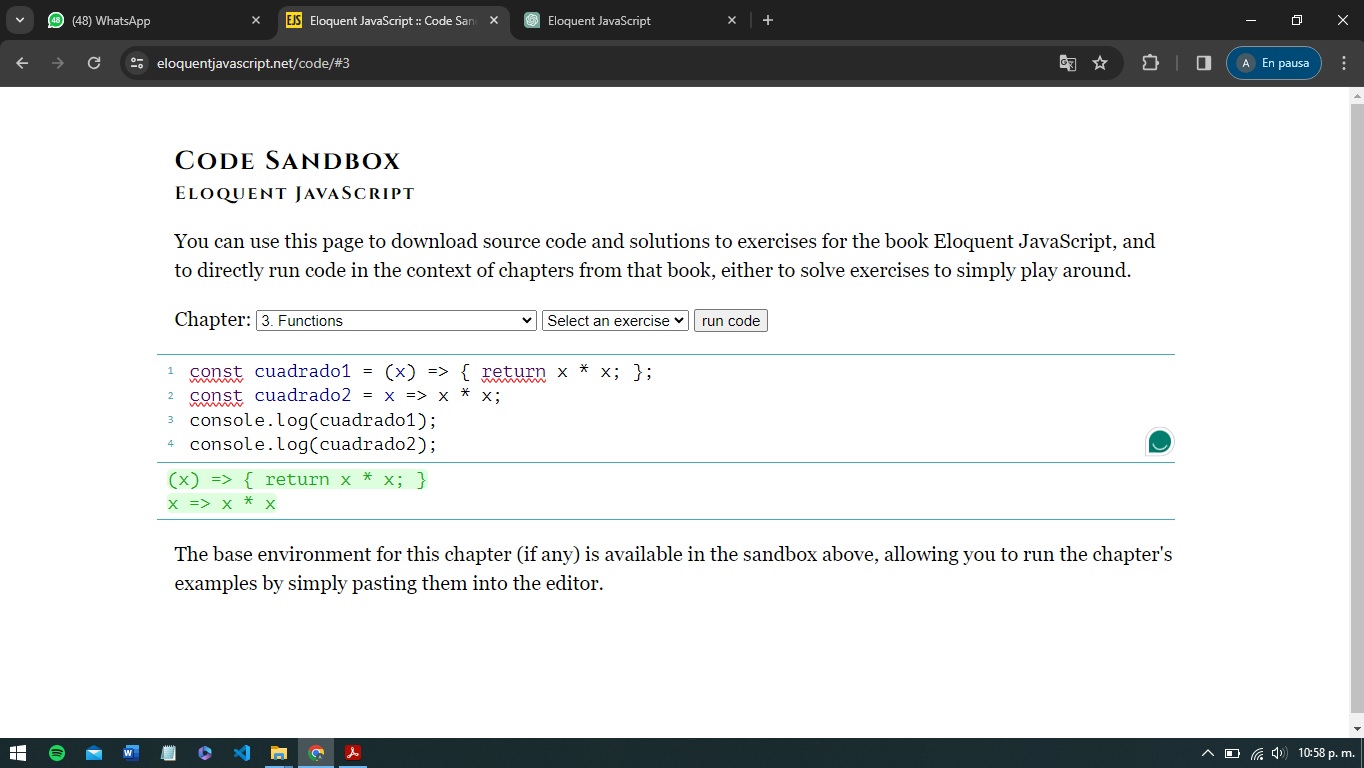 (48) WhatsApp
Eloquent JavaScript :: Code San
Eloquent JavaScript
eloquentjavascript.net/code/#3
A En pausa
CODE SANDBOX
ELOQUENT JAVASCRIPT
You can use this page to download source code and solutions to exercises for the book Eloquent JavaScript, and
to directly run code in the context of chapters from that book, either to solve exercises to simply play around.
Chapter: 3. Functions Select an exercise run code
1 const cuadrado1 = (x) => { return x * x; };
2 const cuadrado2 = x => x * x;
3 console.log(cuadrado1);
4 console.log(cuadrado2);
(x) => { return x * x; }
x => x * x
The base environment for this chapter (if any) is available in the sandbox above, allowing you to run the chapter's
examples by simply pasting them into the editor.
10:58 p. m.